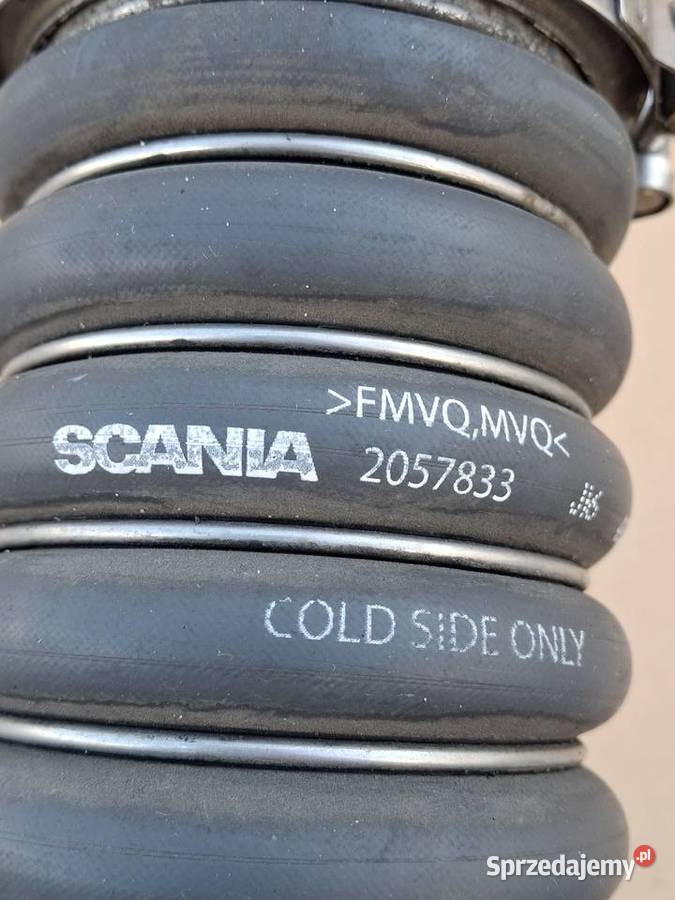 >FMVQ,MVQ<
SCANIA 2057833
COLD SIDE ONLY
Sprzedajemy.pl